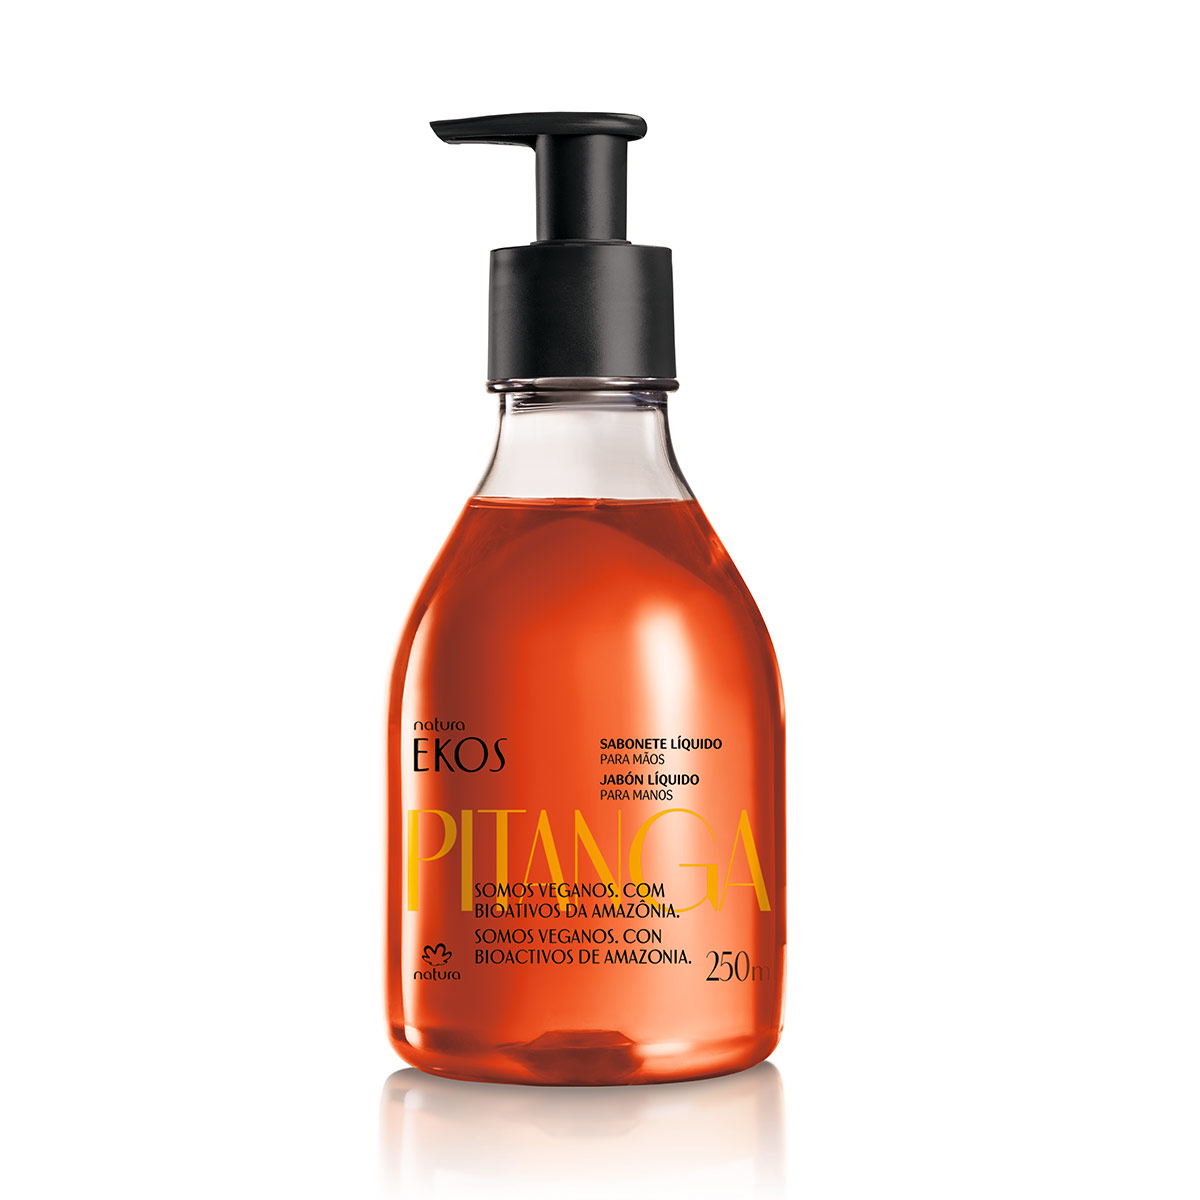 natura
EKOS
SABONETE LÍQUIDO
PARA MÃOS
JABÓN LÍQUIDO
PARA MANOS
PITANGA
SOMOS VEGANOS. COM
BIOATIVOS DA AMAZÔNIA.
SOMOS VEGANOS. CON
BIOACTIVOS DE AMAZONIA.
natura
250m